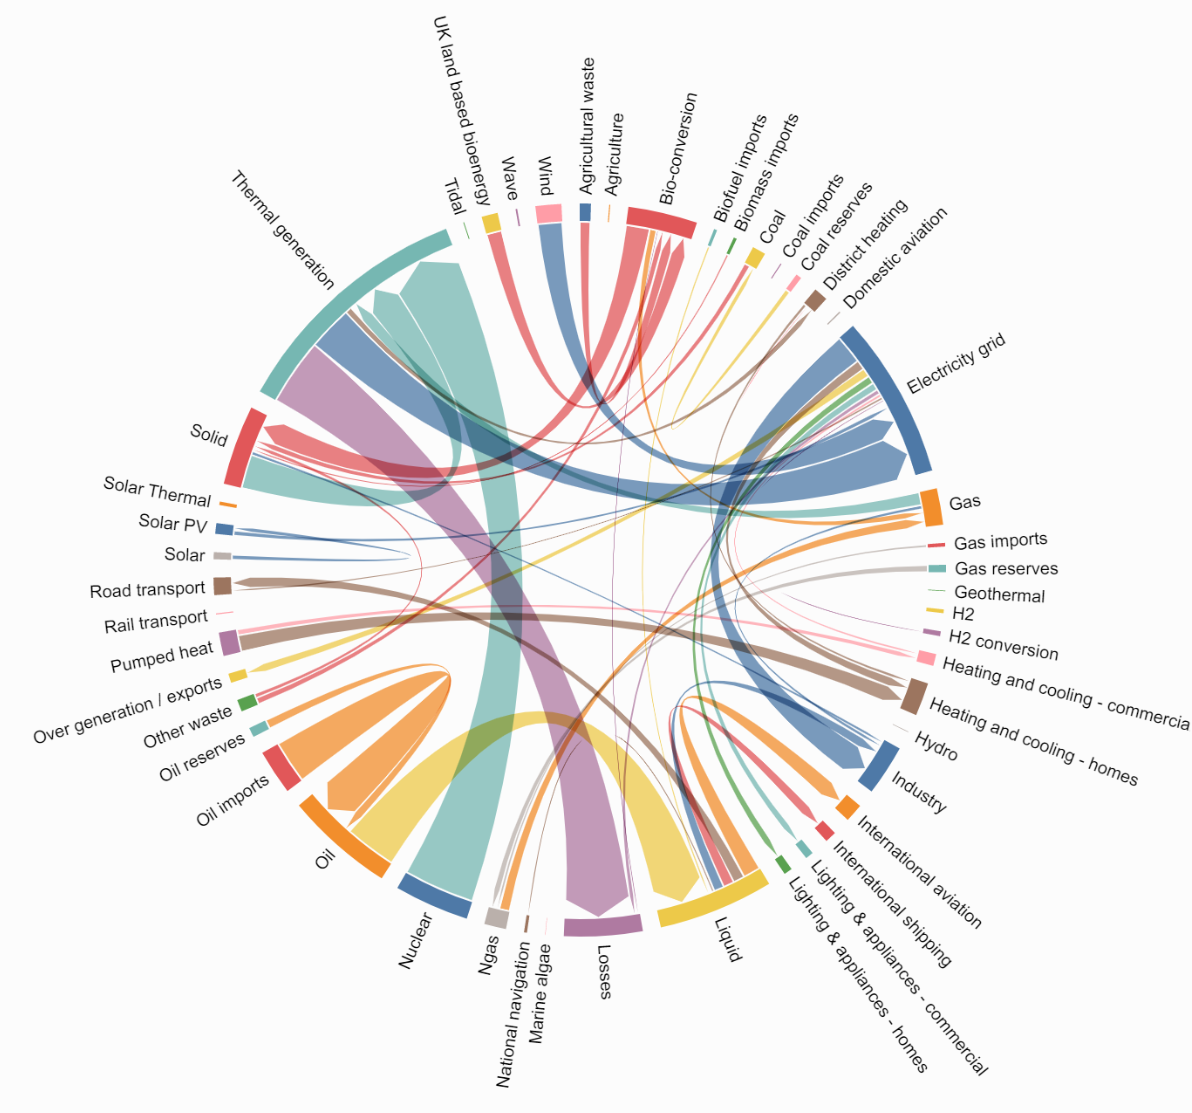 UK land based bioenergy
Wave
Wind
Agricultural waste
Agriculture
Bio-conversion
Biofuel imports
Biomass imports
Coal
Coal imports
Coal reserves
District heating
Domestic aviation
Electricity grid
Gas
Gas imports
Gas reserves
Geothermal
H2
H2 conversion
Heating and cooling - commercia
Heating and cooling - homes
Hydro
Industry
International aviation
International shipping
Lighting & appliances - commercial
Lighting & appliances - homes
Liquid
Losses
Marine algae
National navigation
Ngas
Nuclear
Oil
Oil imports
Oil reserves
Other waste
Over generation / exports
Pumped heat
Rail transport
Road transport
Solar
Solar PV
Solar Thermal
Solid
Thermal generation
Tidal